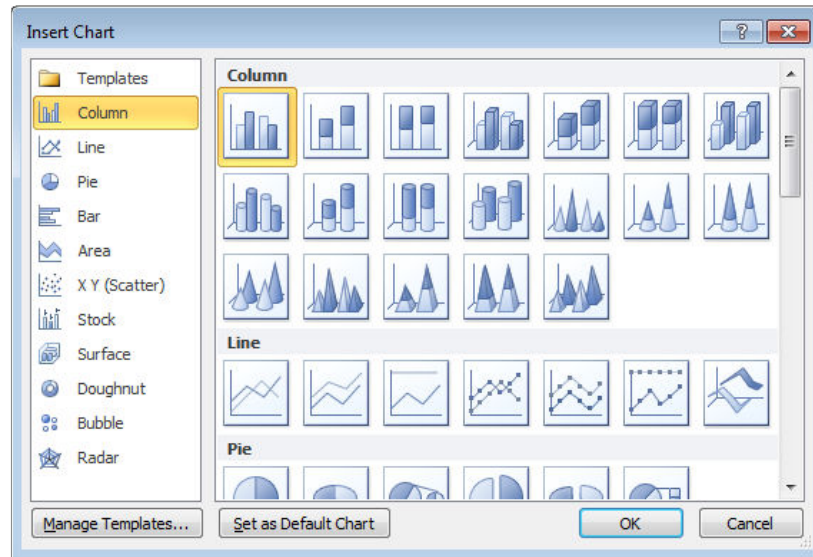 Insert Chart
Templates
Column
Line
Pie
Bar
Area
X Y (Scatter)
Stock
Surface
Doughnut
Bubble
Radar
Column
Line
Pie
Manage Templates...
Set as Default Chart
OK
Cancel